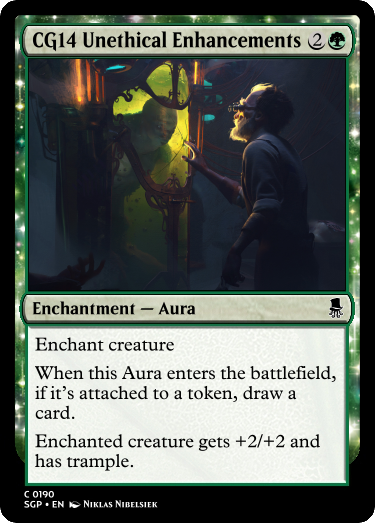 CG14 Unethical Enhancements 2
Enchantment — Aura
Enchant creature
When this Aura enters the battlefield,
if it's attached to a token, draw a
card.
Enchanted creature gets +2/+2 and
has trample.
C 0190
SGP • EN Niklas Nibelsiek